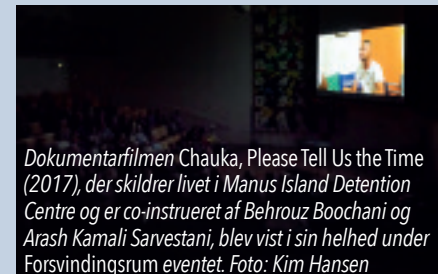 Dokumentarfilmen Chauka, Please Tell Us the Time
(2017), der skildrer livet i Manus Island Detention
Centre og er co-instrueret af Behrouz Boochani og
Arash Kamali Sarvestani, blev vist i sin helhed under
Forsvindingsrum eventet. Foto: Kim Hansen